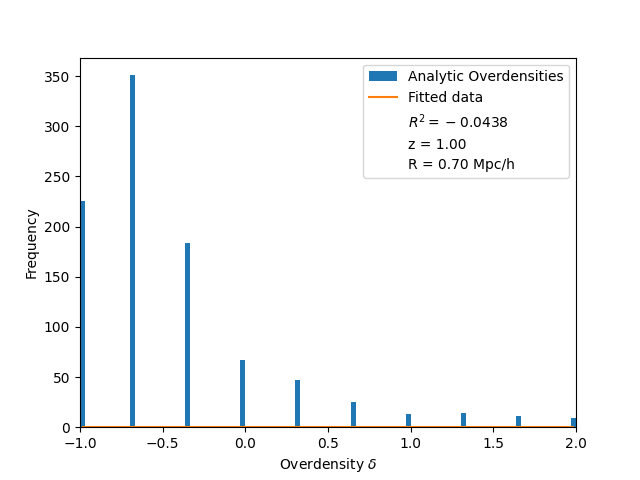 350
300
250
200
150
100
50
0
Frequency
−1.0
−0.5
0.0
0.5
1.0
1.5
2.0
Overdensity δ
Analytic Overdensities
Fitted data
R² = − 0.0438
z = 1.00
R = 0.70 Mpc/h